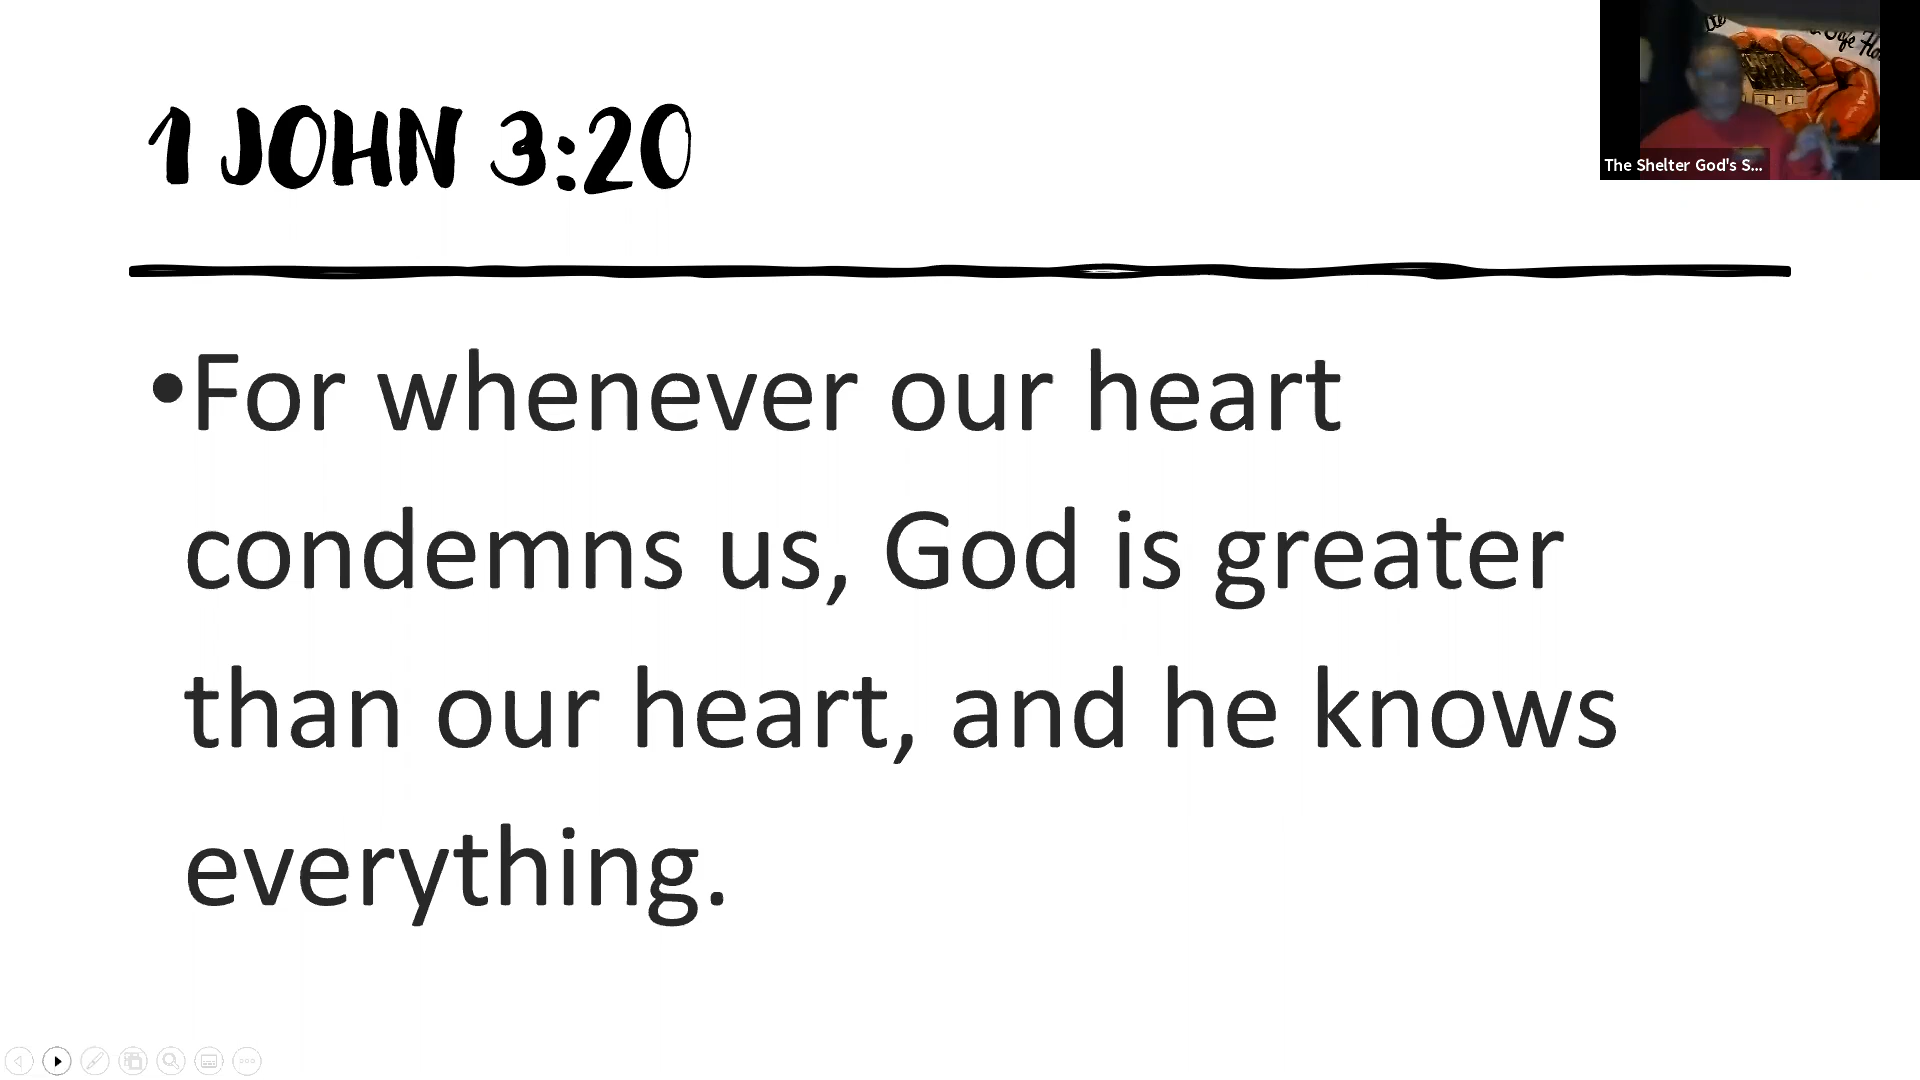 1 JOHN 3:20
•For whenever our heart
condemns us, God is greater
than our heart, and he knows
everything.
The Shelter God's S...